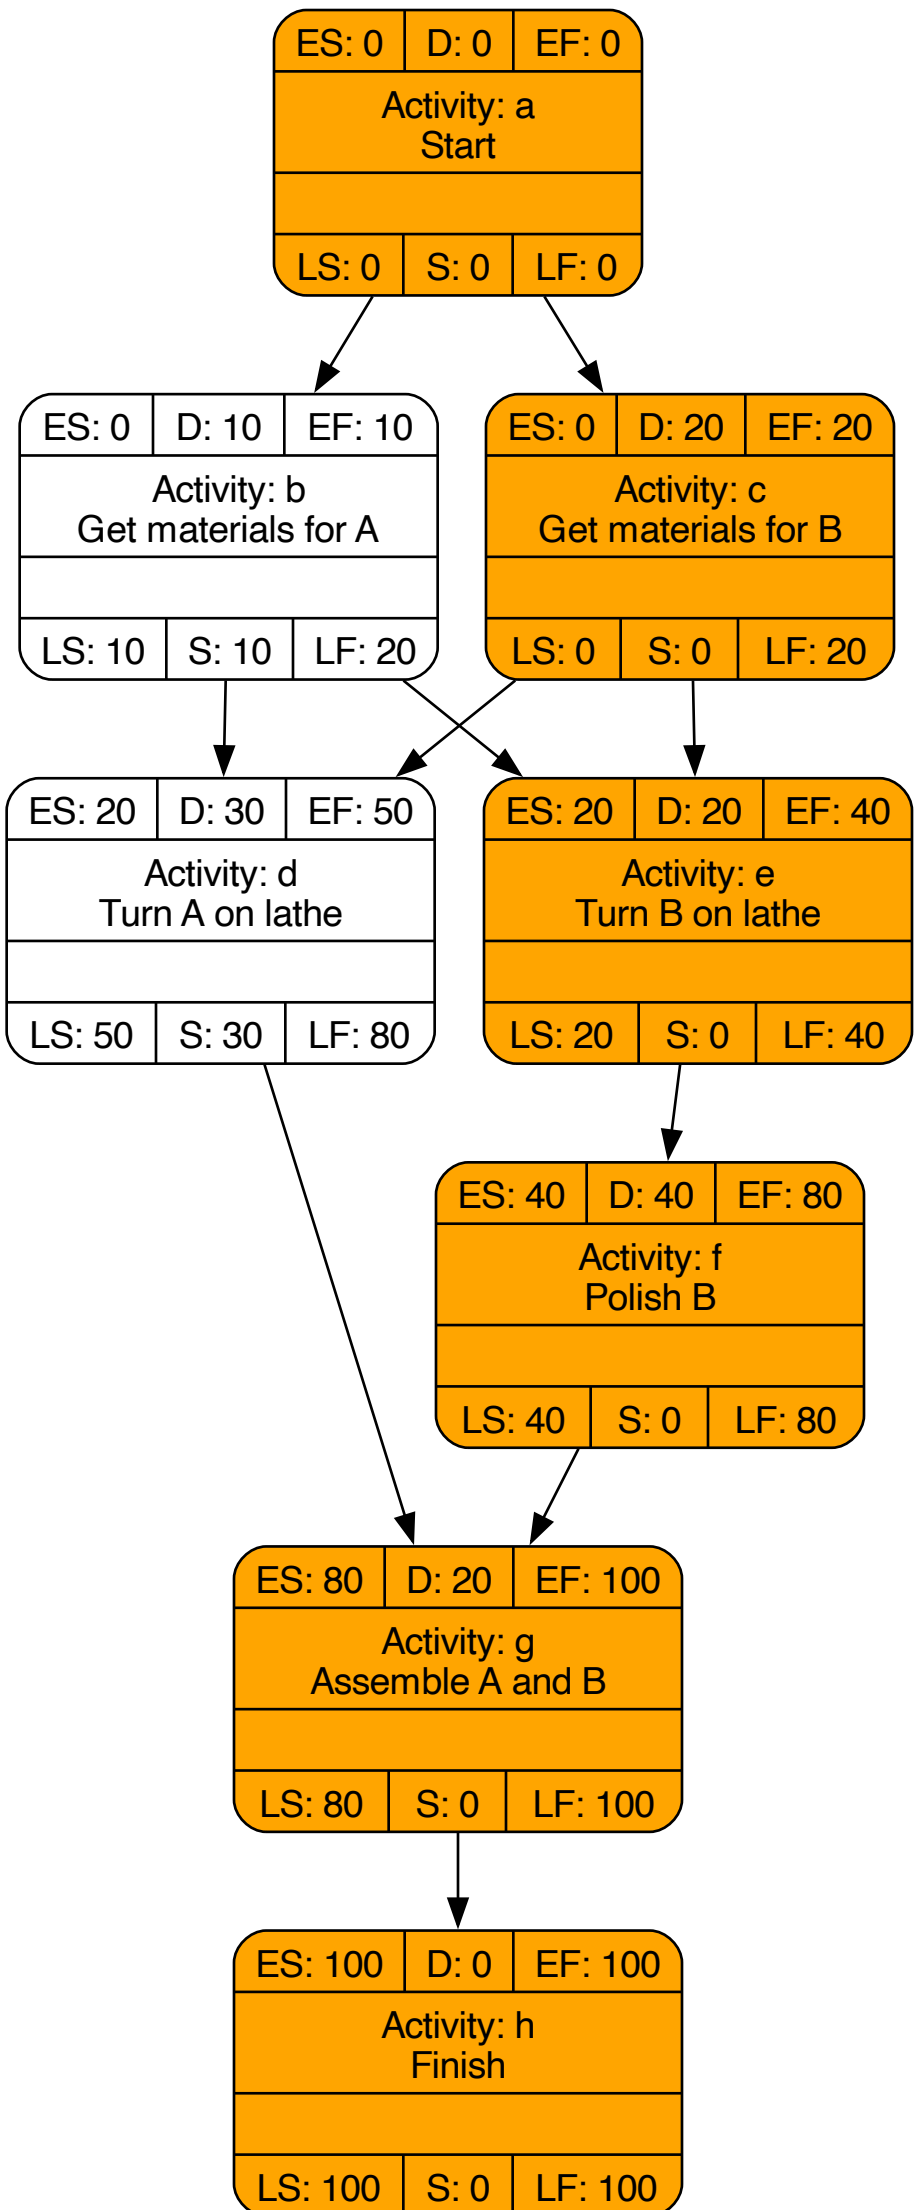 ES: 0 D: 0 EF: 0
Activity: a
Start
LS: 0 S: 0 LF: 0
ES: 0 D: 10 EF: 10
Activity: b
Get materials for A
LS: 10 S: 10 LF: 20
ES: 0 D: 20 EF: 20
Activity: c
Get materials for B
LS: 0 S: 0 LF: 20
ES: 20 D: 30 EF: 50
Activity: d
Turn A on lathe
LS: 50 S: 30 LF: 80
ES: 20 D: 20 EF: 40
Activity: e
Turn B on lathe
LS: 20 S: 0 LF: 40
ES: 40 D: 40 EF: 80
Activity: f
Polish B
LS: 40 S: 0 LF: 80
ES: 80 D: 20 EF: 100
Activity: g
Assemble A and B
LS: 80 S: 0 LF: 100
ES: 100 D: 0 EF: 100
Activity: h
Finish
LS: 100 S: 0 LF: 100